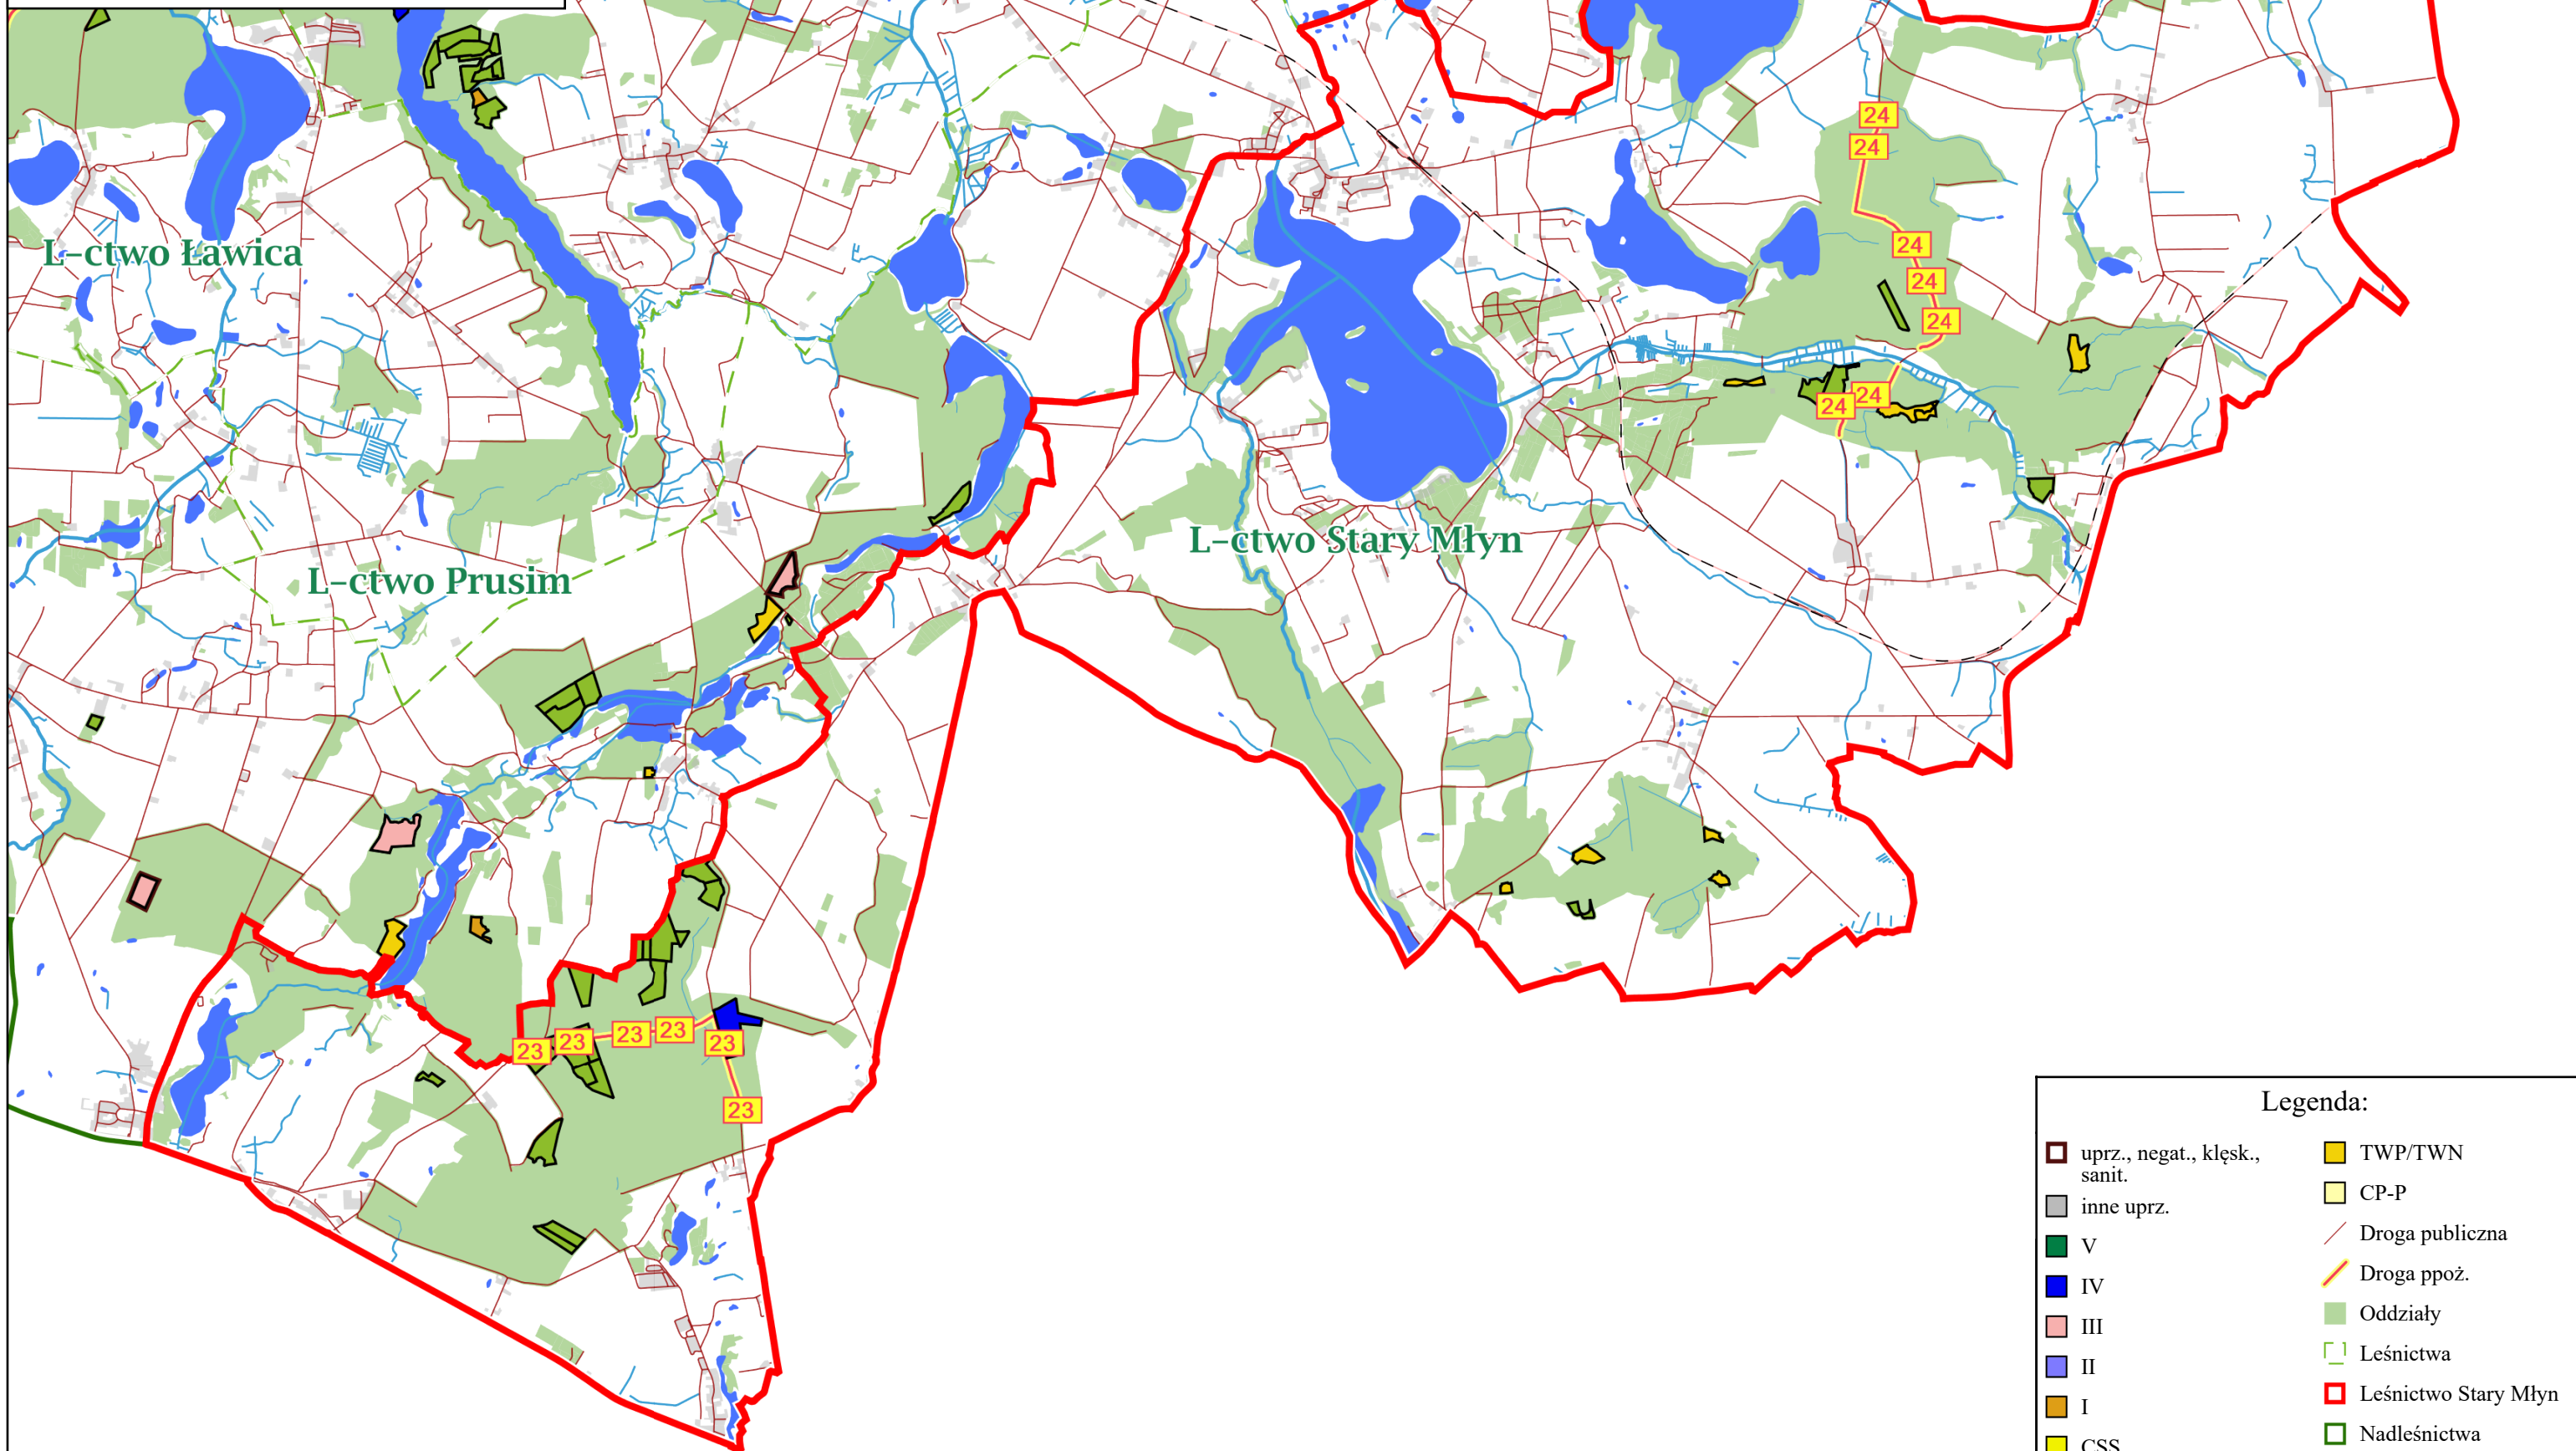 24
24
24
L-ctwo Ławica
24
24
24
24
L-ctwo Stary Młyn
L-ctwo Prusim
23
23
23
23
23
23
Legenda:
uprz., negat., klęsk.,
sanit.
inne uprz.
V
IV
III
II
I
CSS
TWP/TWN
CP-P
Droga publiczna
Droga ppoż.
Oddziały
Leśnictwa
Leśnictwo Stary Młyn
Nadleśnictwa